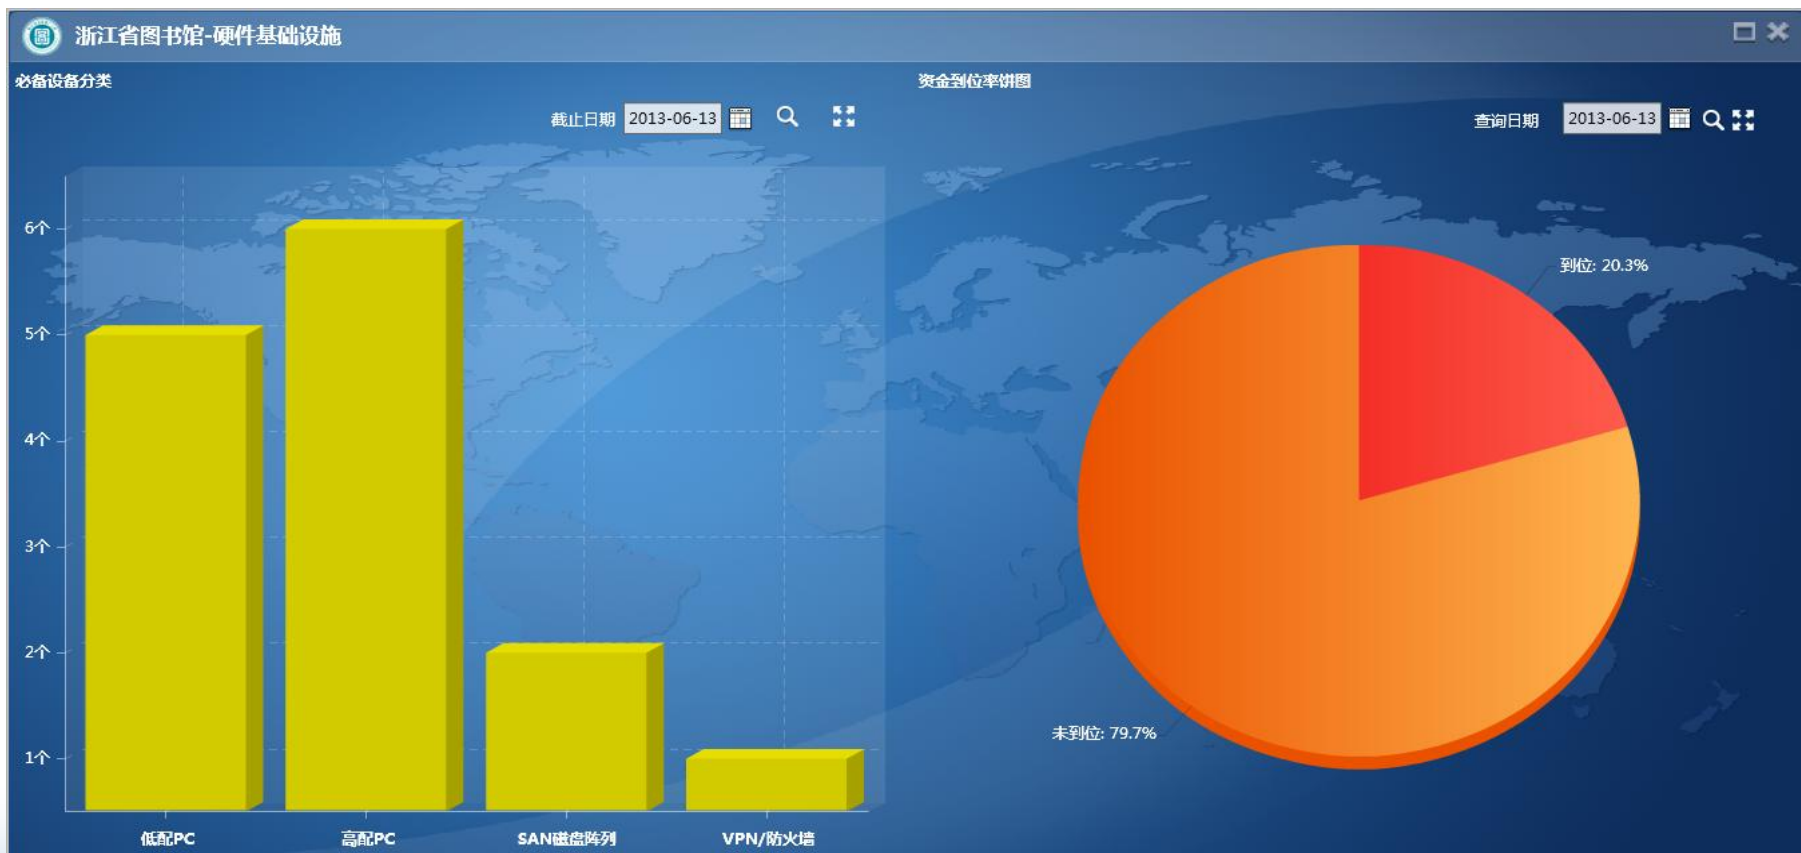 浙江省图书馆-硬件基础设施
必备设备分类
截止日期 2013-06-13
6个
5个
4个
3个
2个
1个
低配PC
高配PC
SAN磁盘阵列
VPN/防火墙
资金到位率饼图
查询日期 2013-06-13
到位: 20.3%
未到位: 79.7%